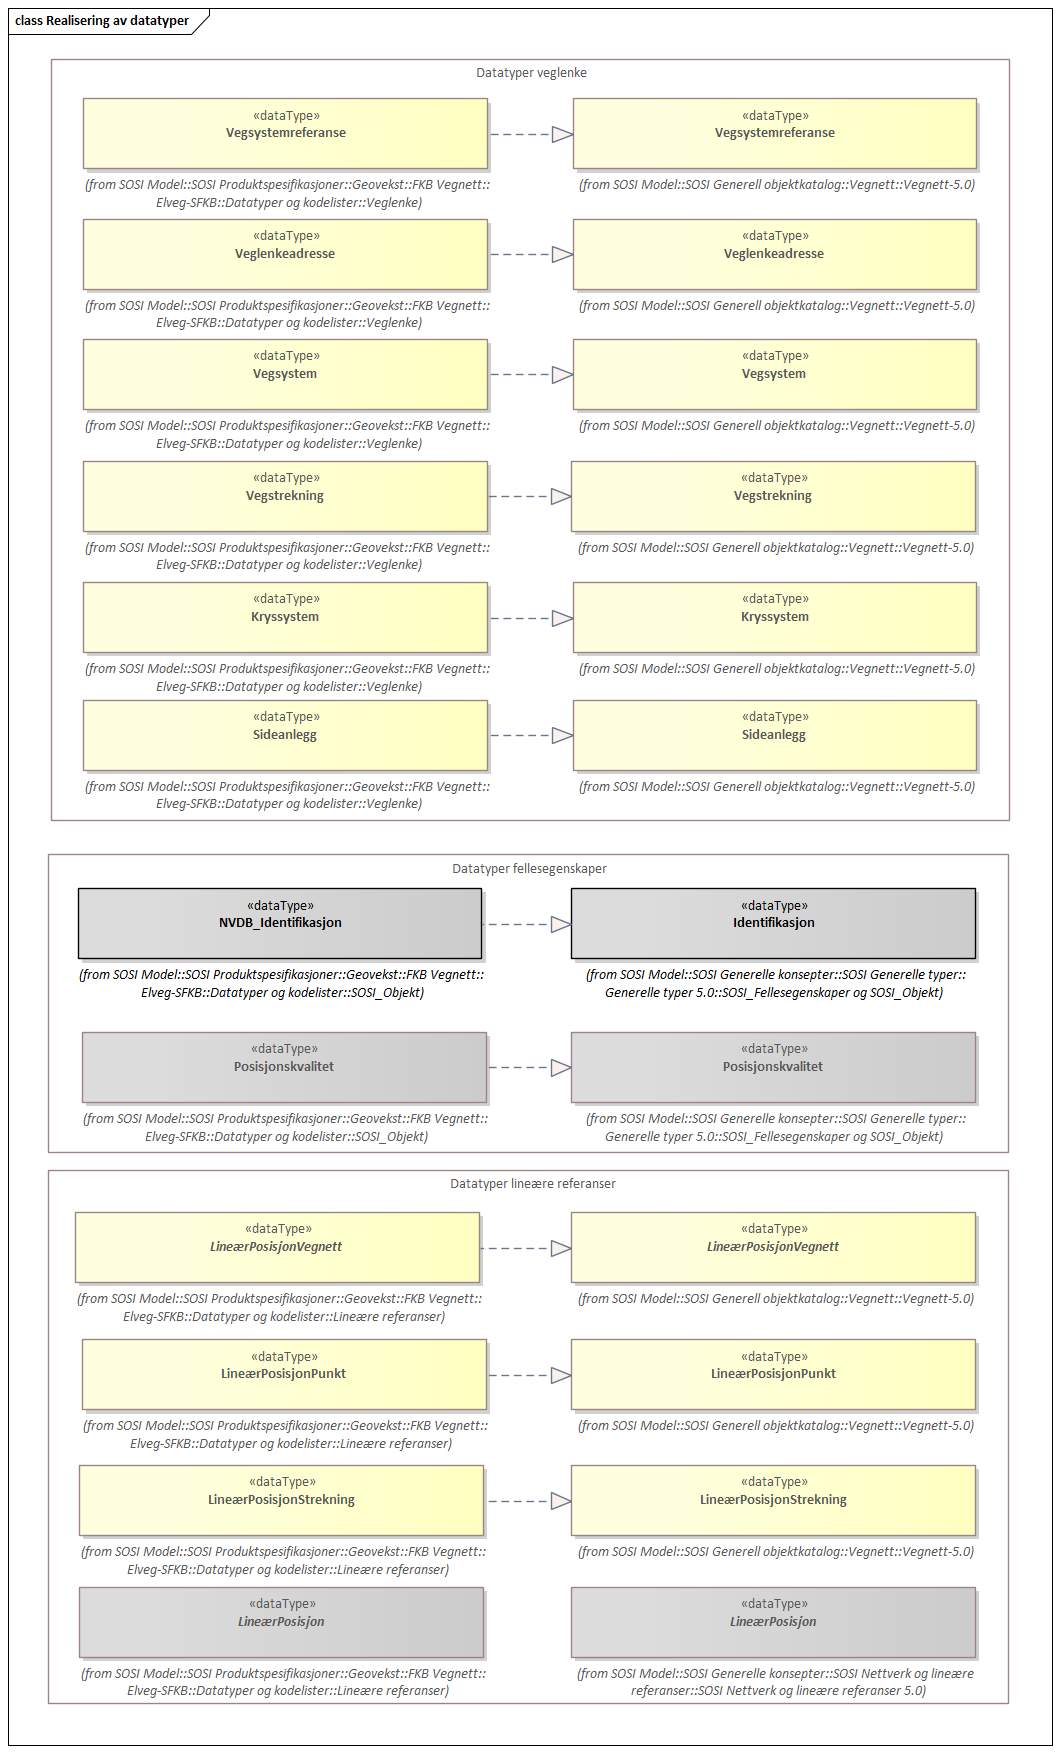 class Realisering av datatyper
Datatyper veglenke
«dataType»
Vegsystemreferanse
(from SOSI Model::SOSI Produktspesifikasjoner::Geovekst::FKB Vegnett::
Elveg-SFKB::Datatyper og kodelister::Veglenke)
«dataType»
Vegsystemreferanse
(from SOSI Model::SOSI Generell objektkatalog::Vegnett::Vegnett-5.0)
«dataType»
Veglenkeadresse
(from SOSI Model::SOSI Produktspesifikasjoner::Geovekst::FKB Vegnett::
Elveg-SFKB::Datatyper og kodelister::Veglenke)
«dataType»
Veglenkeadresse
(from SOSI Model::SOSI Generell objektkatalog::Vegnett::Vegnett-5.0)
«dataType»
Vegsystem
(from SOSI Model::SOSI Produktspesifikasjoner::Geovekst::FKB Vegnett::
Elveg-SFKB::Datatyper og kodelister::Veglenke)
«dataType»
Vegsystem
(from SOSI Model::SOSI Generell objektkatalog::Vegnett::Vegnett-5.0)
«dataType»
Vegstrekning
(from SOSI Model::SOSI Produktspesifikasjoner::Geovekst::FKB Vegnett::
Elveg-SFKB::Datatyper og kodelister::Veglenke)
«dataType»
Vegstrekning
(from SOSI Model::SOSI Generell objektkatalog::Vegnett::Vegnett-5.0)
«dataType»
Kryssystem
(from SOSI Model::SOSI Produktspesifikasjoner::Geovekst::FKB Vegnett::
Elveg-SFKB::Datatyper og kodelister::Veglenke)
«dataType»
Kryssystem
(from SOSI Model::SOSI Generell objektkatalog::Vegnett::Vegnett-5.0)
«dataType»
Sideanlegg
(from SOSI Model::SOSI Produktspesifikasjoner::Geovekst::FKB Vegnett::
Elveg-SFKB::Datatyper og kodelister::Veglenke)
«dataType»
Sideanlegg
(from SOSI Model::SOSI Generell objektkatalog::Vegnett::Vegnett-5.0)
Datatyper fellesegenskaper
«dataType»
NVDB_Identifikasjon
(from SOSI Model::SOSI Produktspesifikasjoner::Geovekst::FKB Vegnett::
Elveg-SFKB::Datatyper og kodelister::SOSI_Objekt)
«dataType»
Identifikasjon
(from SOSI Model::SOSI Generelle konsepter::SOSI Generelle typer::
Generelle typer 5.0::SOSI_Fellesegenskaper og SOSI_Objekt)
«dataType»
Posisjonskvalitet
(from SOSI Model::SOSI Produktspesifikasjoner::Geovekst::FKB Vegnett::
Elveg-SFKB::Datatyper og kodelister::SOSI_Objekt)
«dataType»
Posisjonskvalitet
(from SOSI Model::SOSI Generelle konsepter::SOSI Generelle typer::
Generelle typer 5.0::SOSI_Fellesegenskaper og SOSI_Objekt)
Datatyper lineære referanser
«dataType»
LineærPosisjonVegnett
(from SOSI Model::SOSI Produktspesifikasjoner::Geovekst::FKB Vegnett::
Elveg-SFKB::Datatyper og kodelister::Lineære referanser)
«dataType»
LineærPosisjonVegnett
(from SOSI Model::SOSI Generell objektkatalog::Vegnett::Vegnett-5.0)
«dataType»
LineærPosisjonPunkt
(from SOSI Model::SOSI Produktspesifikasjoner::Geovekst::FKB Vegnett::
Elveg-SFKB::Datatyper og kodelister::Lineære referanser)
«dataType»
LineærPosisjonPunkt
(from SOSI Model::SOSI Generell objektkatalog::Vegnett::Vegnett-5.0)
«dataType»
LineærPosisjonStrekning
(from SOSI Model::SOSI Produktspesifikasjoner::Geovekst::FKB Vegnett::
Elveg-SFKB::Datatyper og kodelister::Lineære referanser)
«dataType»
LineærPosisjonStrekning
(from SOSI Model::SOSI Generell objektkatalog::Vegnett::Vegnett-5.0)
«dataType»
LineærPosisjon
(from SOSI Model::SOSI Produktspesifikasjoner::Geovekst::FKB Vegnett::
Elveg-SFKB::Datatyper og kodelister::Lineære referanser)
«dataType»
LineærPosisjon
(from SOSI Model::SOSI Generelle konsepter::SOSI Nettverk og lineære
referanser::SOSI Nettverk og lineære referanser 5.0)